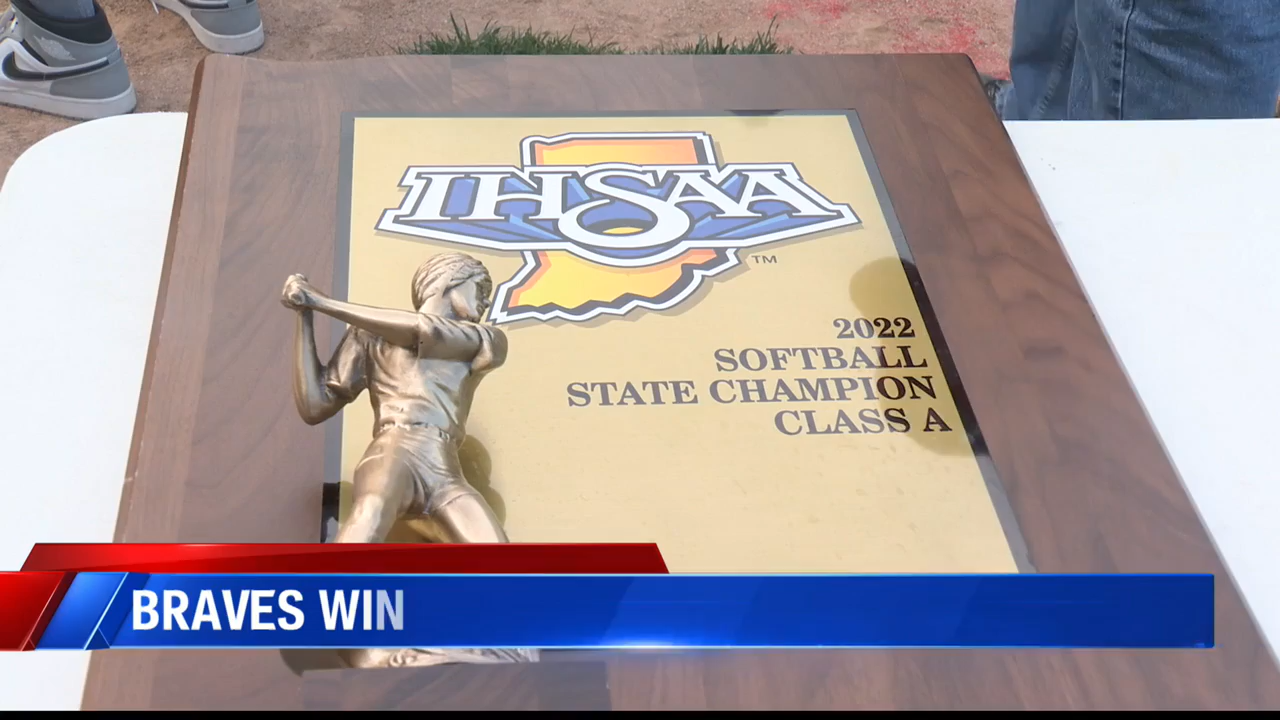 IHSAA
TM
2022
SOFTBALL
STATE CHAMPION
CLASS A
BRAVES WIN